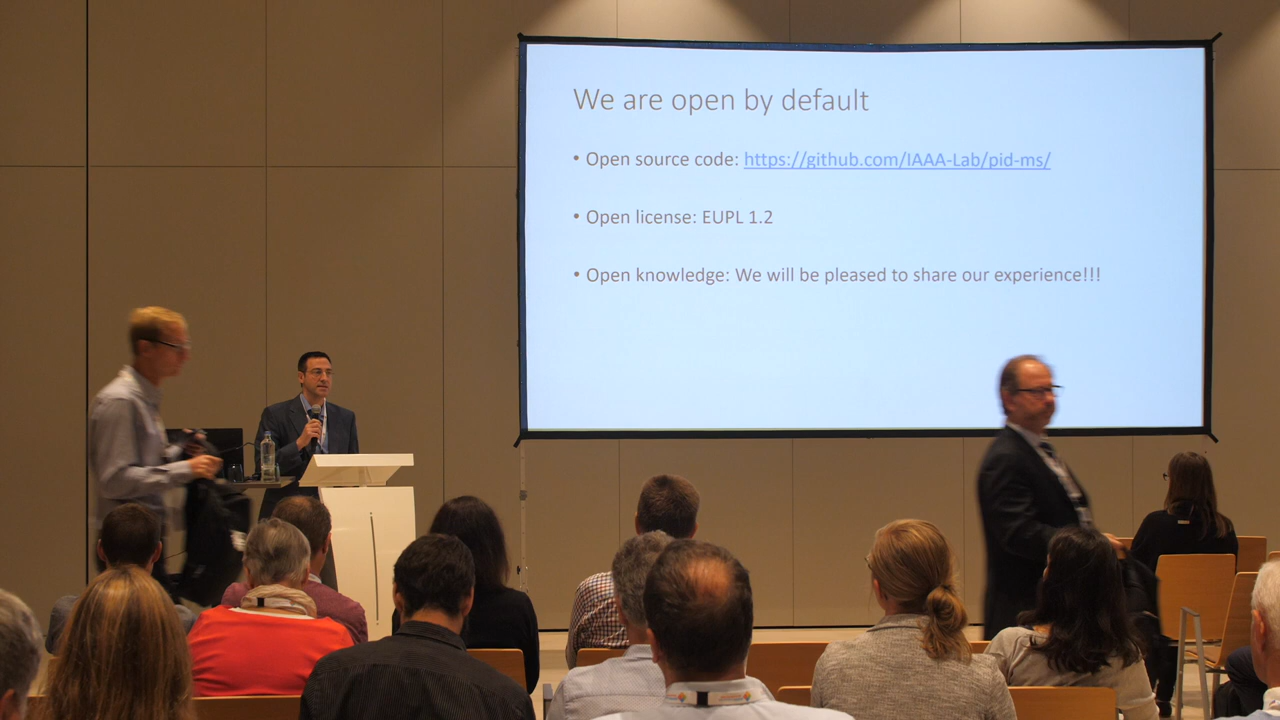 We are open by default
• Open source code: https://github.com/IAAA-Lab/pid-ms/
• Open license: EUPL 1.2
• Open knowledge: We will be pleased to share our experience!!!